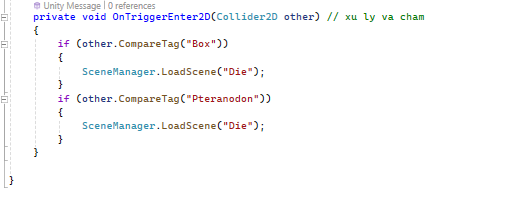 Unity Message | 0 references
private void OnTriggerEnter2D(Collider2D other) // xu ly va cham
{
if (other.CompareTag("Box"))
{
SceneManager.LoadScene("Die");
}
if (other.CompareTag("Pteranodon"))
{
SceneManager.LoadScene("Die");
}
}
}